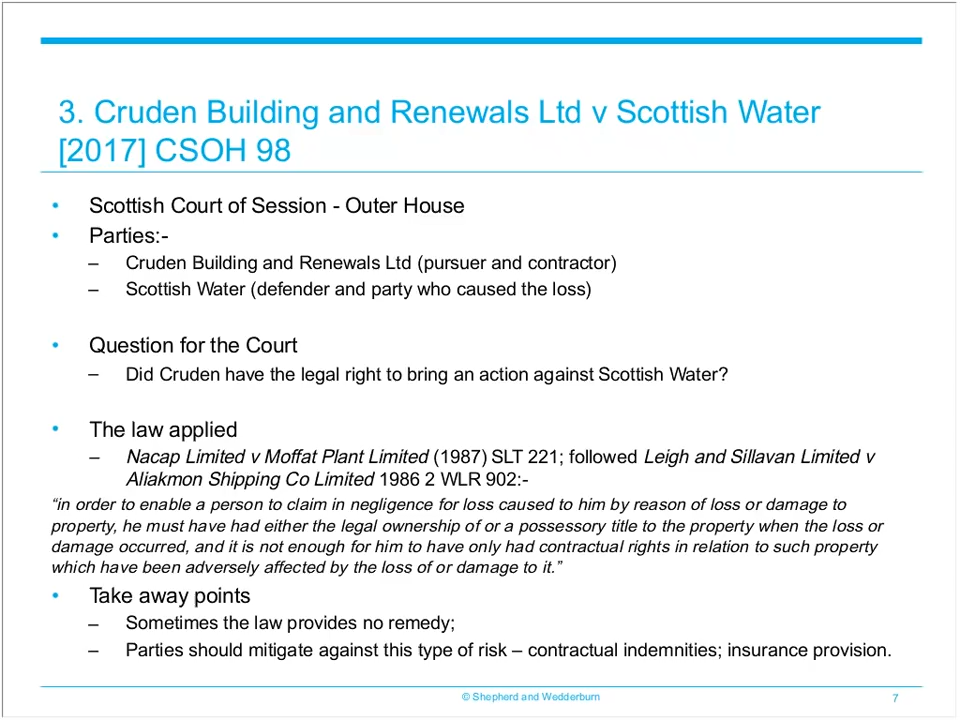 3. Cruden Building and Renewals Ltd v Scottish Water
[2017] CSOH 98
• Scottish Court of Session - Outer House
• Parties:-
– Cruden Building and Renewals Ltd (pursuer and contractor)
– Scottish Water (defender and party who caused the loss)
• Question for the Court
– Did Cruden have the legal right to bring an action against Scottish Water?
• The law applied
– Nacap Limited v Moffat Plant Limited (1987) SLT 221; followed Leigh and Sillavan Limited v
Aliakmon Shipping Co Limited 1986 2 WLR 902:-
“in order to enable a person to claim in negligence for loss caused to him by reason of loss or damage to
property, he must have had either the legal ownership of or a possessory title to the property when the loss or
damage occurred, and it is not enough for him to have only had contractual rights in relation to such property
which have been adversely affected by the loss of or damage to it.”
• Take away points
– Sometimes the law provides no remedy;
– Parties should mitigate against this type of risk – contractual indemnities; insurance provision.
© Shepherd and Wedderburn
7